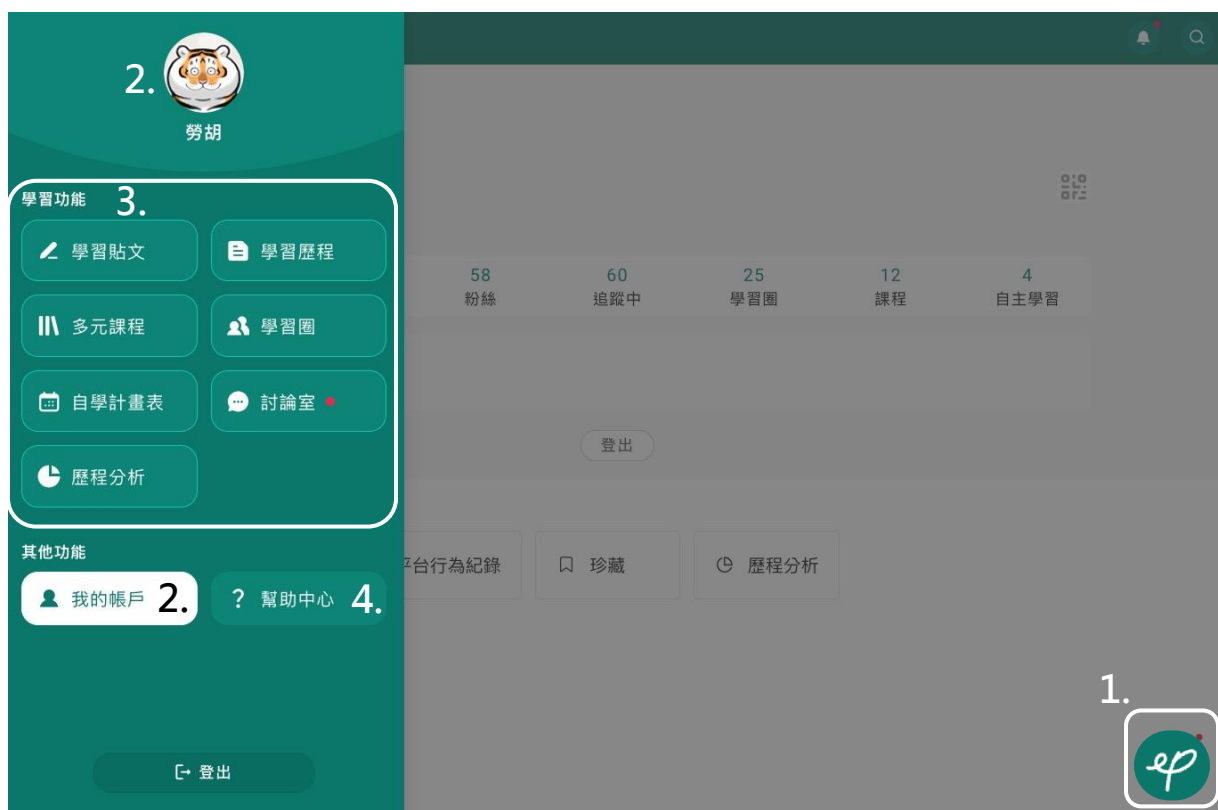 2.
勞胡
學習功能 3.
學習貼文 學習歷程
58 60 25 12 4
粉絲 追蹤中 學習圈 課程 自主學習
多元課程 學習圈
自學計畫表 討論室
登出
歷程分析
其他功能
平台行為紀錄 珍藏 歷程分析
我的帳戶 2. ? 幫助中心 4.
1.
登出
ep